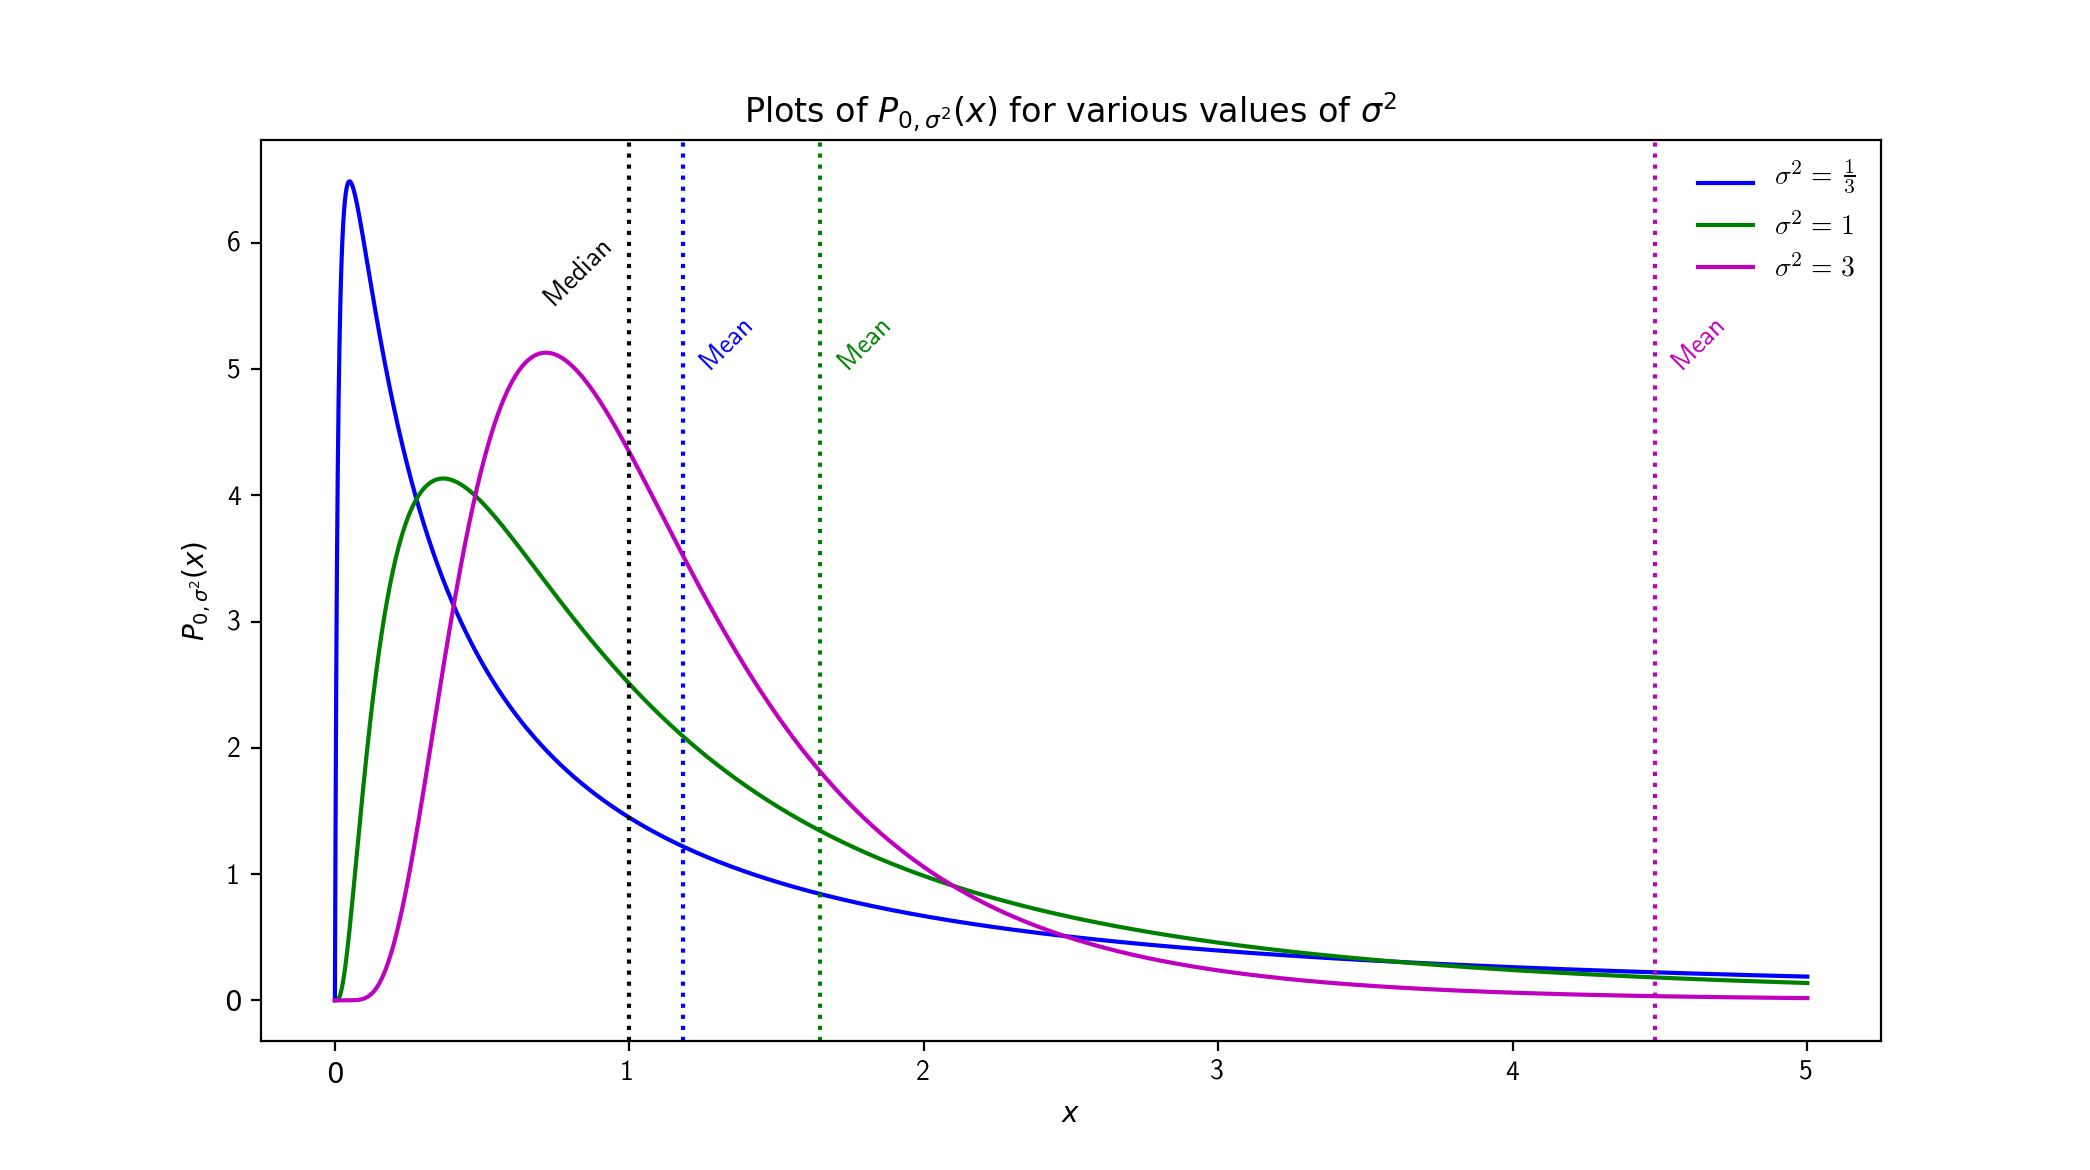 Plots of P₀,σ²(x) for various values of σ²
σ² = 1/3
σ² = 1
σ² = 3
Median
Mean
Mean
Mean
P₀,σ²(x)
6
5
4
3
2
1
0
0 1 2 3 4 5
x